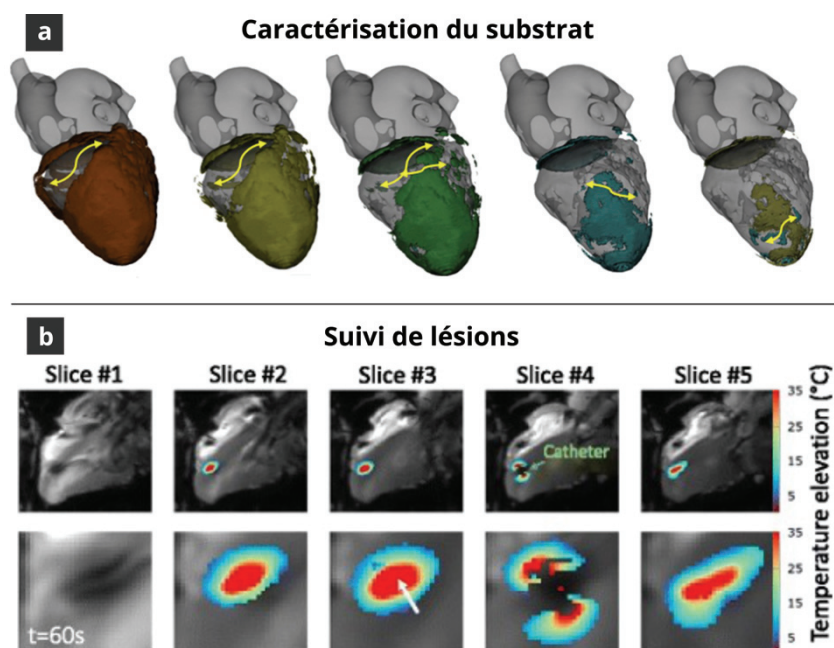 a
Caractérisation du substrat
b
Suivi de lésions
Slice #1
Slice #2
Slice #3
Slice #4
Slice #5
Catheter
t=60s
35
25
15
5
35
25
15
5
Temperature elevation (°C)